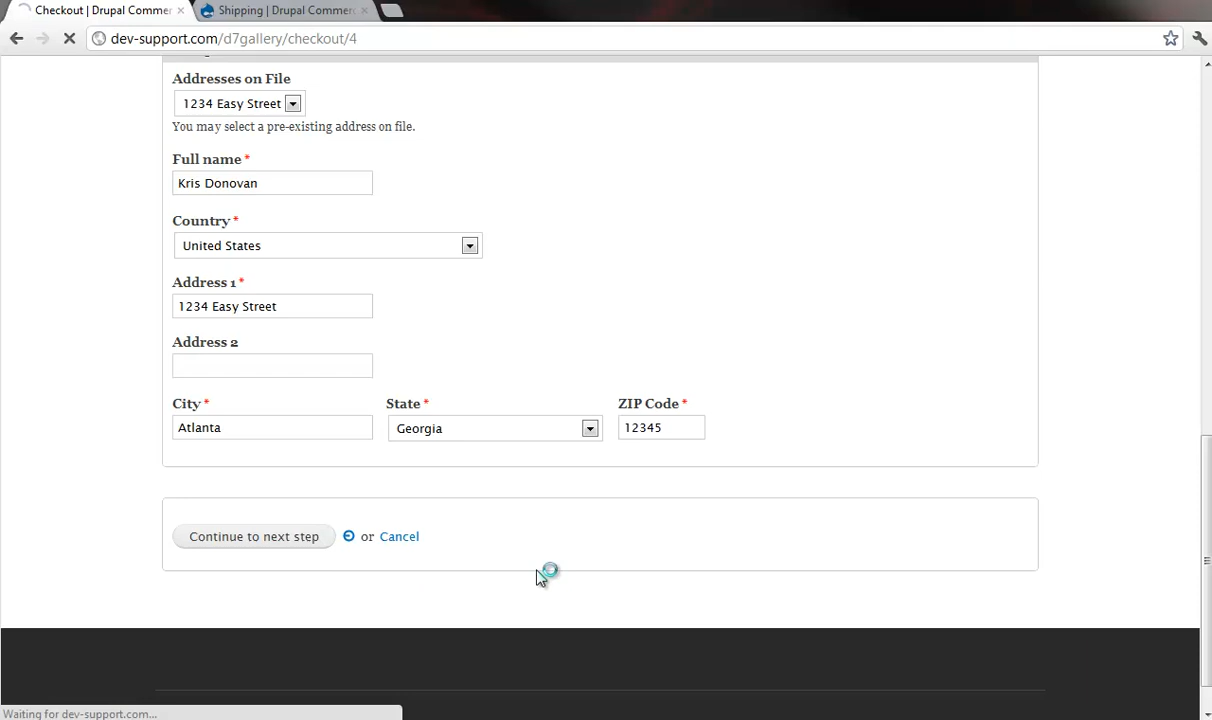 Checkout | Drupal Commer
Shipping | Drupal Commer
dev-support.com/d7gallery/checkout/4
Addresses on File
1234 Easy Street
You may select a pre-existing address on file.
Full name *
Kris Donovan
Country *
United States
Address 1 *
1234 Easy Street
Address 2
City * State * ZIP Code *
Atlanta Georgia 12345
Continue to next step or Cancel
Waiting for dev-support.com...